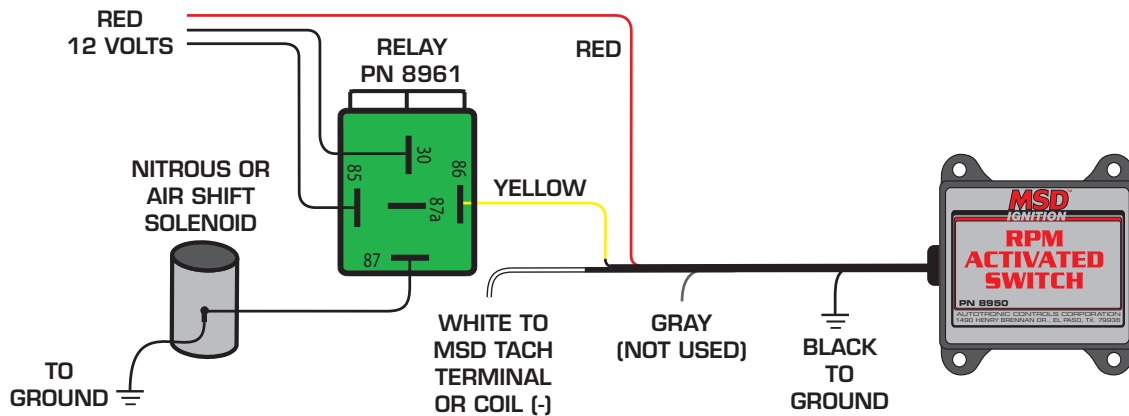 RED
12 VOLTS
RELAY
PN 8961
RED
30
85
86
87a
87
YELLOW
NITROUS OR
AIR SHIFT
SOLENOID
TO
GROUND
WHITE TO
MSD TACH
TERMINAL
OR COIL (-)
GRAY
(NOT USED)
BLACK
TO
GROUND
MSD™
IGNITION
RPM
ACTIVATED
SWITCH
PN 8950
AUTOTRONIC CONTROLS CORPORATION
1490 HENRY BRENNAN DR., EL PASO, TX. 79936